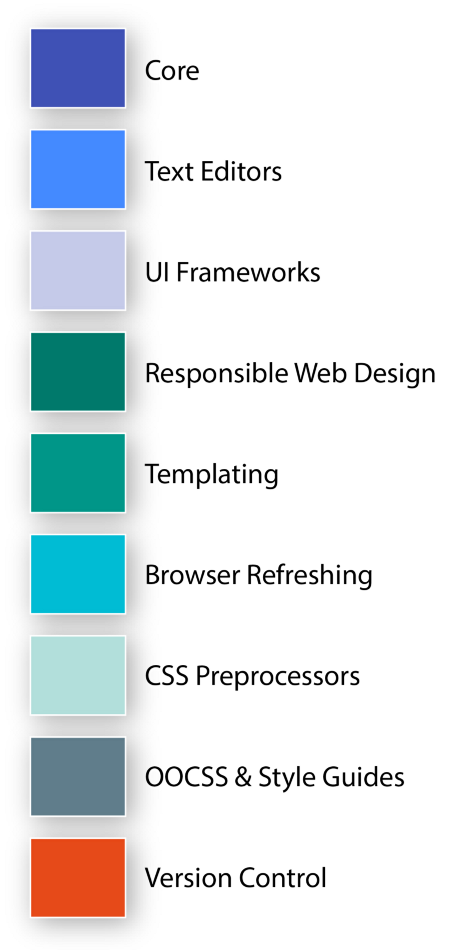 Core
Text Editors
UI Frameworks
Responsible Web Design
Templating
Browser Refreshing
CSS Preprocessors
OOCSS & Style Guides
Version Control